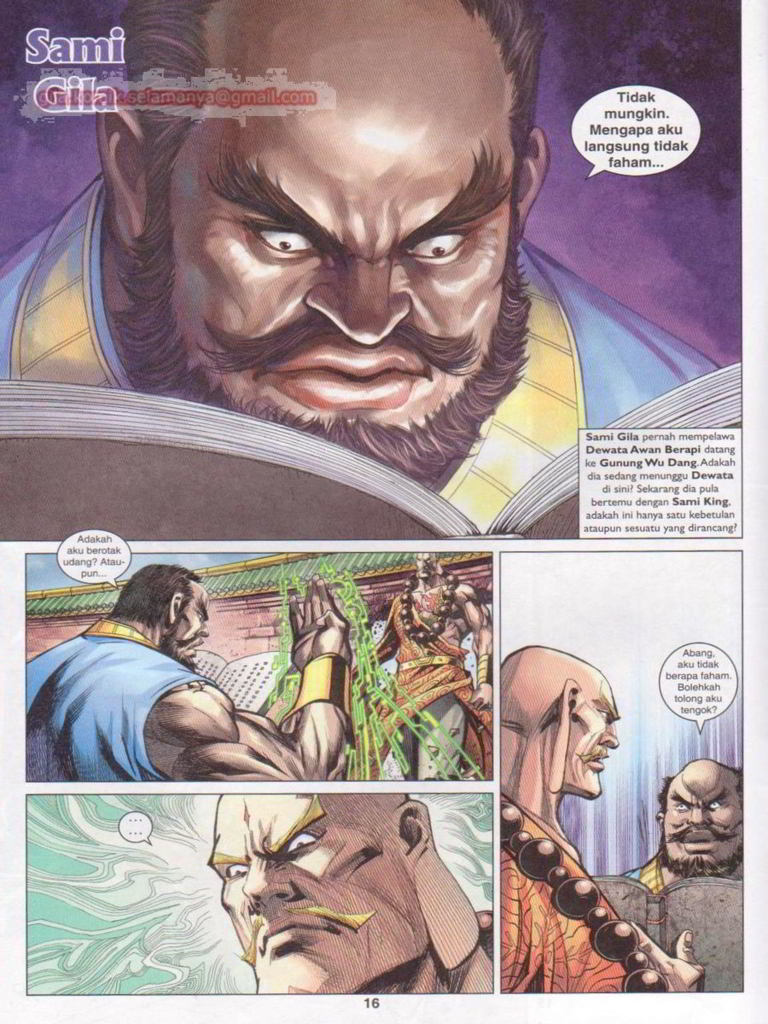 Sami
Gila
selamanya@gmail.com
Tidak
mungkin.
Mengapa aku
langsung tidak
faham...
Sami Gila pernah mempelawa
Dewata Awan Berapi datang
ke Gunung Wu Dang. Adakah
dia sedang menunggu Dewata
di sini? Sekarang dia pula
bertemu dengan Sami King,
adakah ini hanya satu kebetulan
ataupun sesuatu yang dirancang?
Adakah
aku berotak
udang? Atau-
pun...
Abang,
aku tidak
berapa faham.
Bolehkah
tolong aku
tengok?
...
...
16